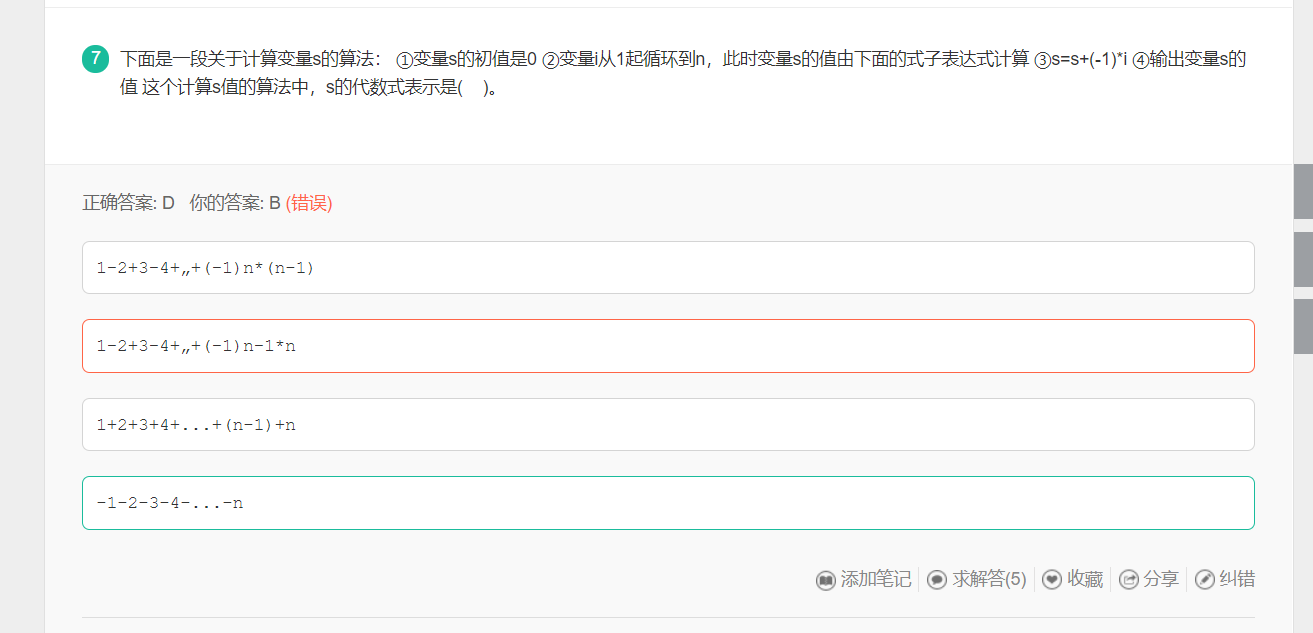 7 下面是一段关于计算变量s的算法： ①变量s的初值是0 ②变量i从1起循环到n，此时变量s的值由下面的式子表达式计算 ③s=s+(-1)*i ④输出变量s的
值 这个计算s值的算法中，s的代数式表示是( )。
正确答案: D 你的答案: B (错误)
1-2+3-4+„+(-1)n*(n-1)
1-2+3-4+„+(-1)n-1*n
1+2+3+4+...+(n-1)+n
-1-2-3-4-...-n
添加笔记 求解答(5) 收藏 分享 纠错